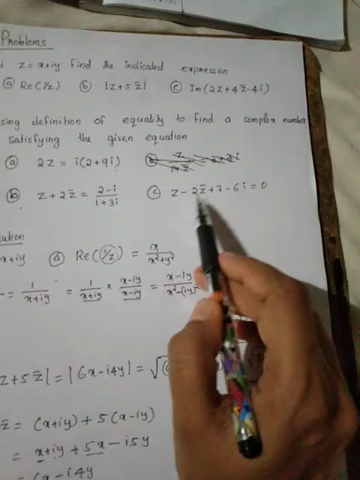 Problems
z = x+iy Find the indicated expression
ⓐ Re(1/z) ⓑ |z+5z̄| ⓒ Im(2z+4z̄-4i)
using definition of equality to find a complex number
satisfying the given equation
ⓐ 2z = i(2+9i)
ⓑ z+2z̄ = 2-i / 1+3i ⓒ z-2z̄+7-6i=0
x+iy ⓐ Re(1/z) = x / x²+y²
= 1 / x+iy = 1 / x+iy × x-iy / x-iy = x-iy / x²-(iy)²
z+5z̄| = |6x-i4y| = √
z̄ = (x+iy) + 5(x-iy)
= x+iy + 5x - i5y
- i4y